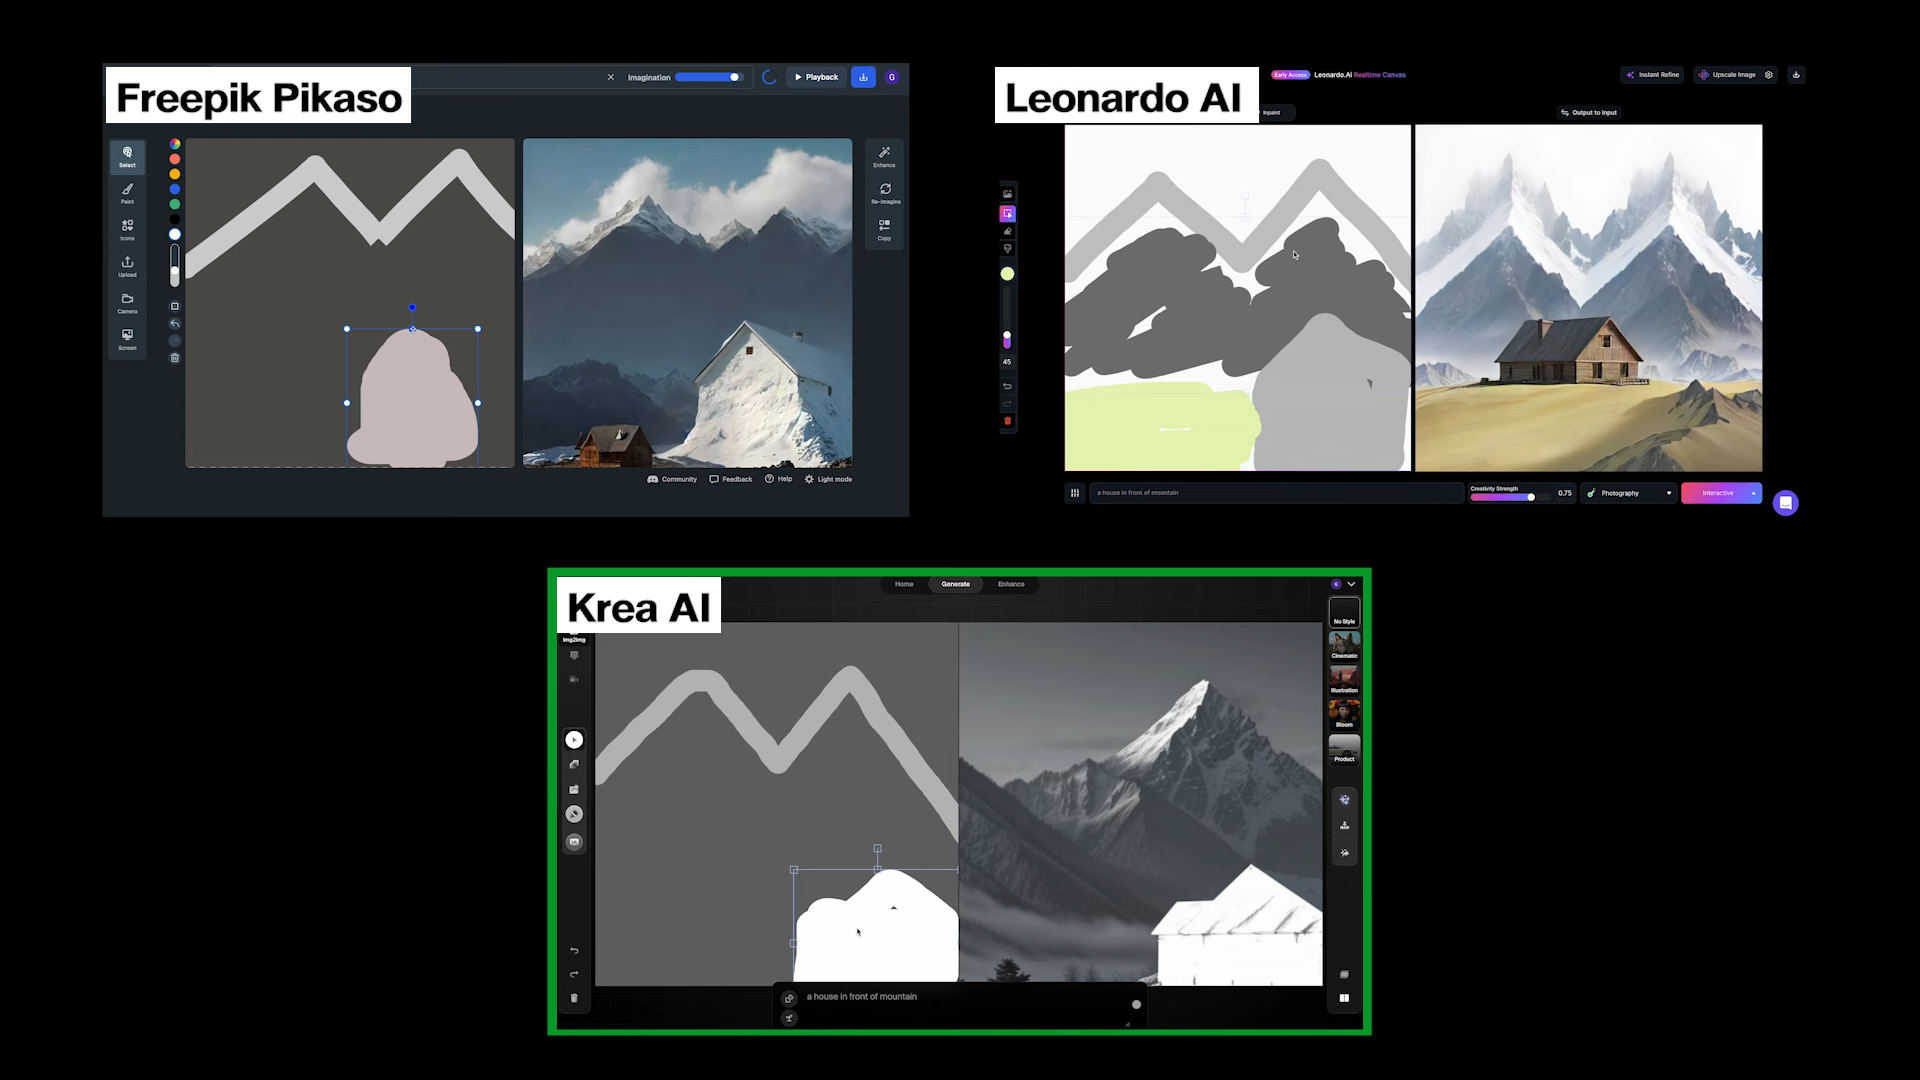 Freepik Pikaso
Imagination
Playback
G
Select
Paint
Icons
Upload
Camera
Screen
Enhance
Re-imagine
Copy
Community
Feedback
Help
Light mode
Leonardo AI
Early Access
Leonardo.Ai Realtime Canvas
Instant Refine
Upscale Image
Inpaint
Output to Input
45
a house in front of mountain
Creativity Strength
0.75
Photography
Interactive
Krea AI
Home
Generate
Enhance
G
Img2Img
No Style
Cinematic
Illustration
Bloom
Product
a house in front of mountain